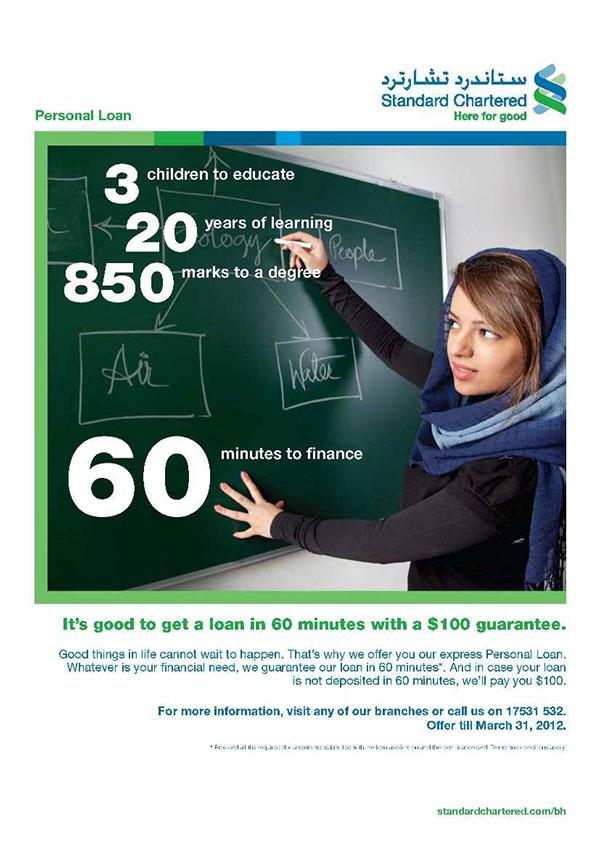 ستاندرد تشارترد
Standard Chartered
Here for good
Personal Loan
3 children to educate
20 years of learning
850 marks to a degree
ology
People
Air
Water
60 minutes to finance
It's good to get a loan in 60 minutes with a $100 guarantee.
Good things in life cannot wait to happen. That's why we offer you our express Personal Loan.
Whatever is your financial need, we guarantee our loan in 60 minutes*. And in case your loan
is not deposited in 60 minutes, we'll pay you $100.
For more information, visit any of our branches or call us on 17531 532.
Offer till March 31, 2012.
standardchartered.com/bh